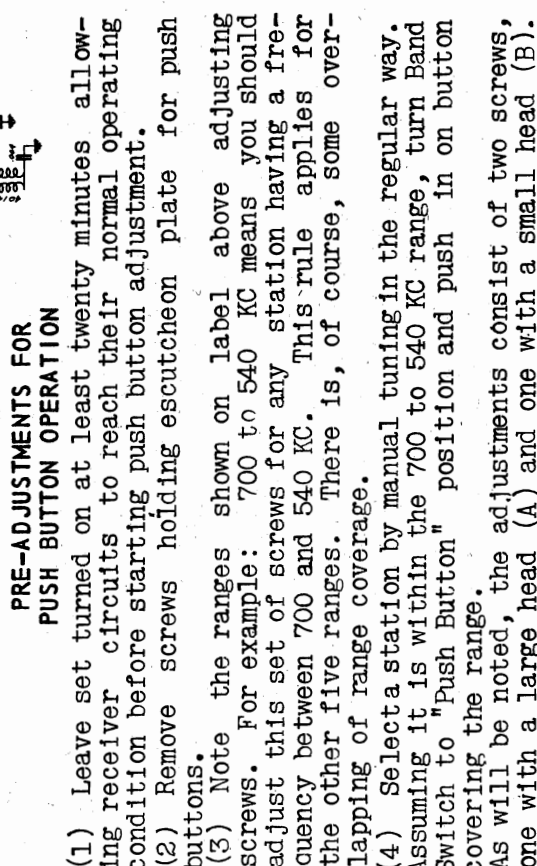 PRE-ADJUSTMENTS FOR
PUSH BUTTON OPERATION
(1) Leave set turned on at least twenty minutes allow-
ing receiver circuits to reach their normal operating
condition before starting push button adjustment.
(2) Remove screws holding escutcheon plate for push
buttons.
(3) Note the ranges shown on label above adjusting
screws. For example: 700 to 540 KC means you should
adjust this set of screws for any station having a fre-
quency between 700 and 540 KC. This rule applies for
the other five ranges. There is, of course, some over-
lapping of range coverage.
(4) Select a station by manual tuning in the regular way.
Assuming it is within the 700 to 540 KC range, turn Band
Switch to "Push Button" position and push in on button
covering the range.
As will be noted, the adjustments consist of two screws,
one with a large head (A) and one with a small head (B).